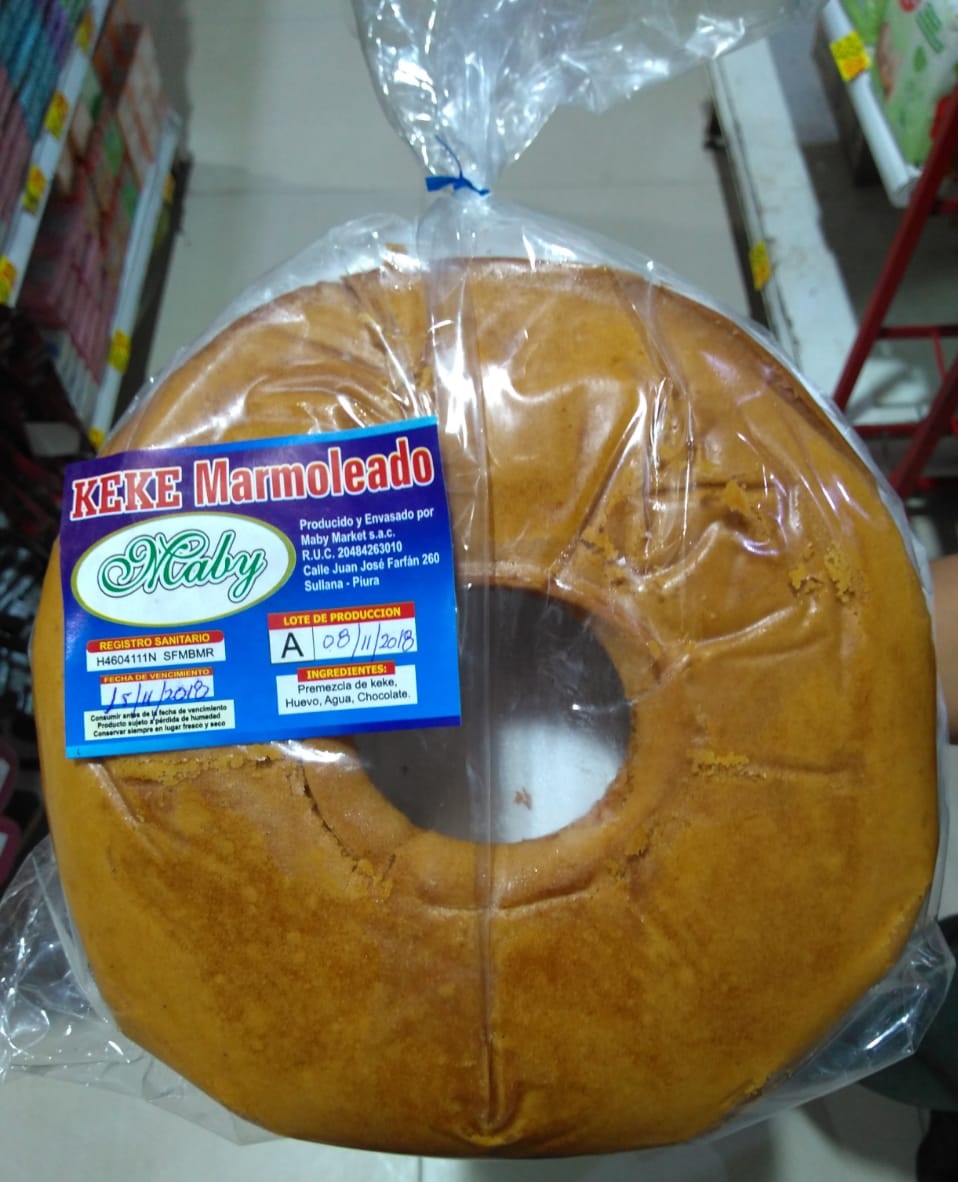 KEKE Marmoleado
Maby
Producido y Envasado por
Maby Market s.a.c.
R.U.C. 20484263010
Calle Juan José Farfán 260
Sullana - Piura
REGISTRO SANITARIO
H4604111N SFMBMR
FECHA DE VENCIMIENTO
15/11/2018
Consumir antes de la fecha de vencimiento
Producto sujeto a pérdida de humedad
Conservar siempre en lugar fresco y seco
LOTE DE PRODUCCION
A 08/11/2018
INGREDIENTES:
Premezcla de keke,
Huevo, Agua, Chocolate.